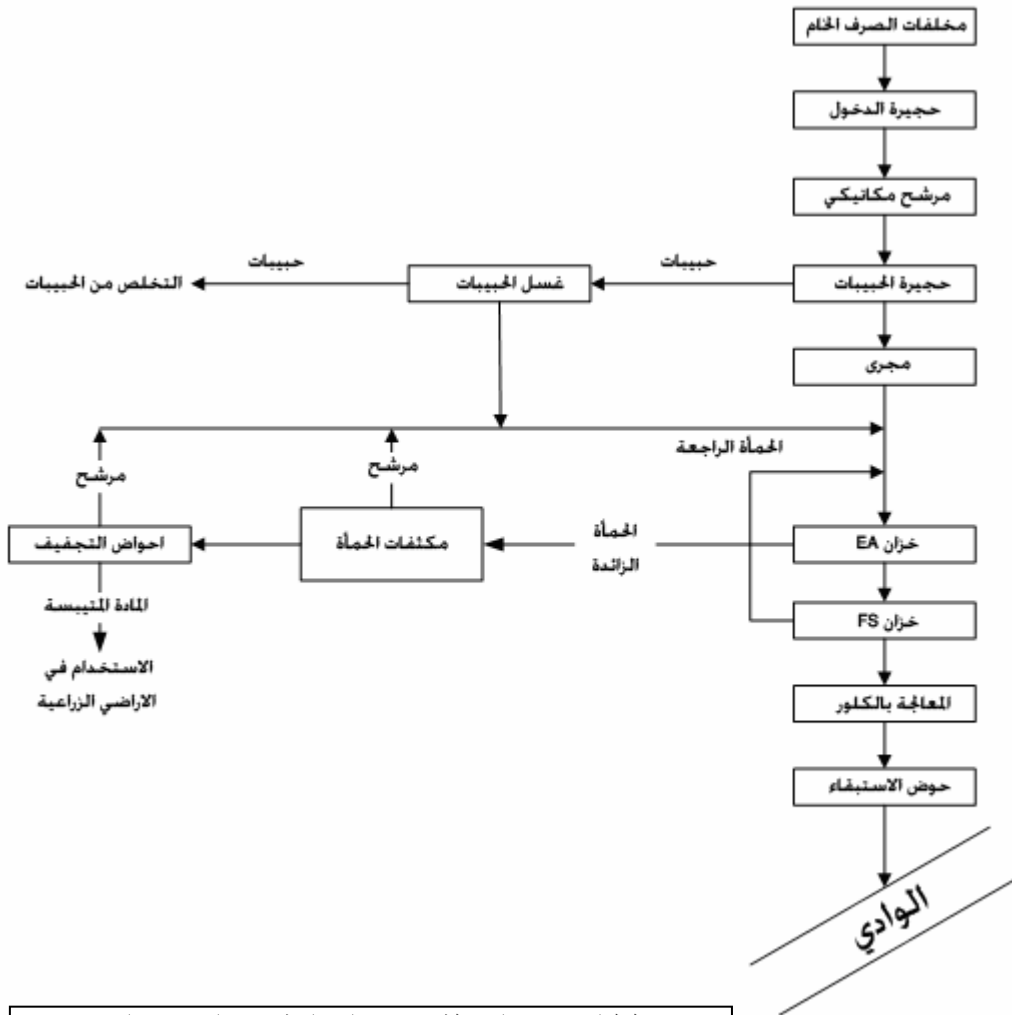 مخلفات الصرف الخام
حجيرة الدخول
مرشح مكانيكي
حجيرة الحبيبات
حبيبات
غسل الحبيبات
حبيبات
التخلص من الحبيبات
مجرى
الحمأة الراجعة
مرشح
مرشح
خزان EA
الحمأة
الزائدة
مكثفات الحمأة
احواض التجفيف
المادة المتيبسة
الاستخدام في
الاراضي الزراعية
خزان FS
المعالجة بالكلور
حوض الاستبقاء
الوادي